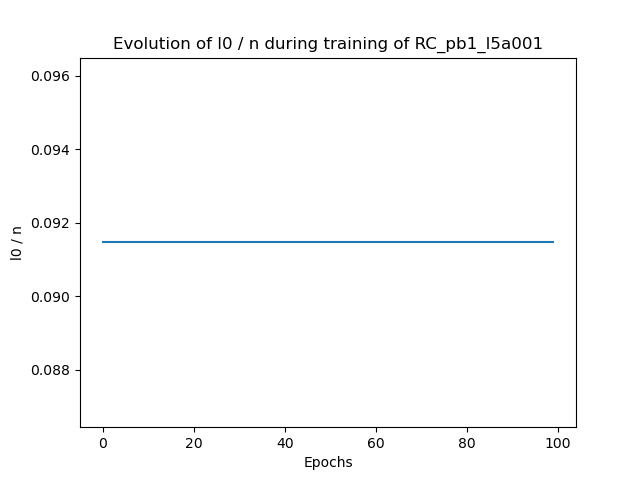 Evolution of l0 / n during training of RC_pb1_l5a001
0.096
0.094
0.092
0.090
0.088
l0 / n
0 20 40 60 80 100
Epochs